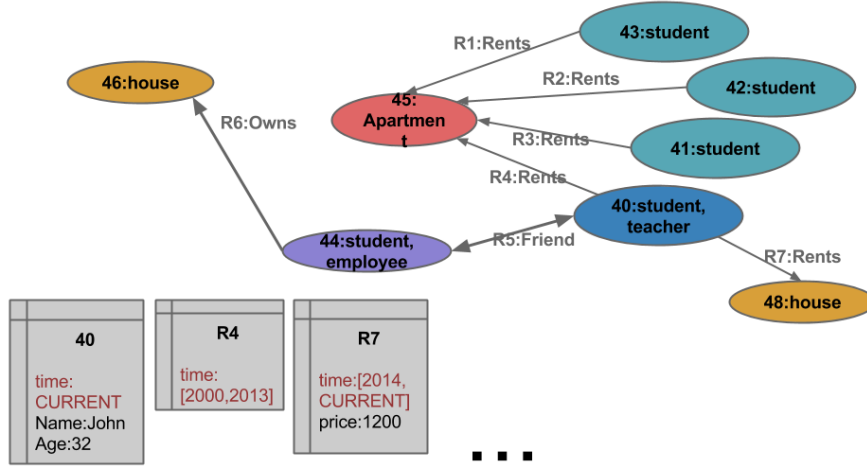 43:student
R1:Rents
R2:Rents
46:house
42:student
45:
Apartmen
t
R6:Owns
R3:Rents
41:student
R4:Rents
40:student,
teacher
44:student,
employee
R5:Friend
R7:Rents
48:house
40
time:
CURRENT
Name:John
Age:32
R4
time:
[2000,2013]
R7
time:[2014,
CURRENT]
price:1200
...